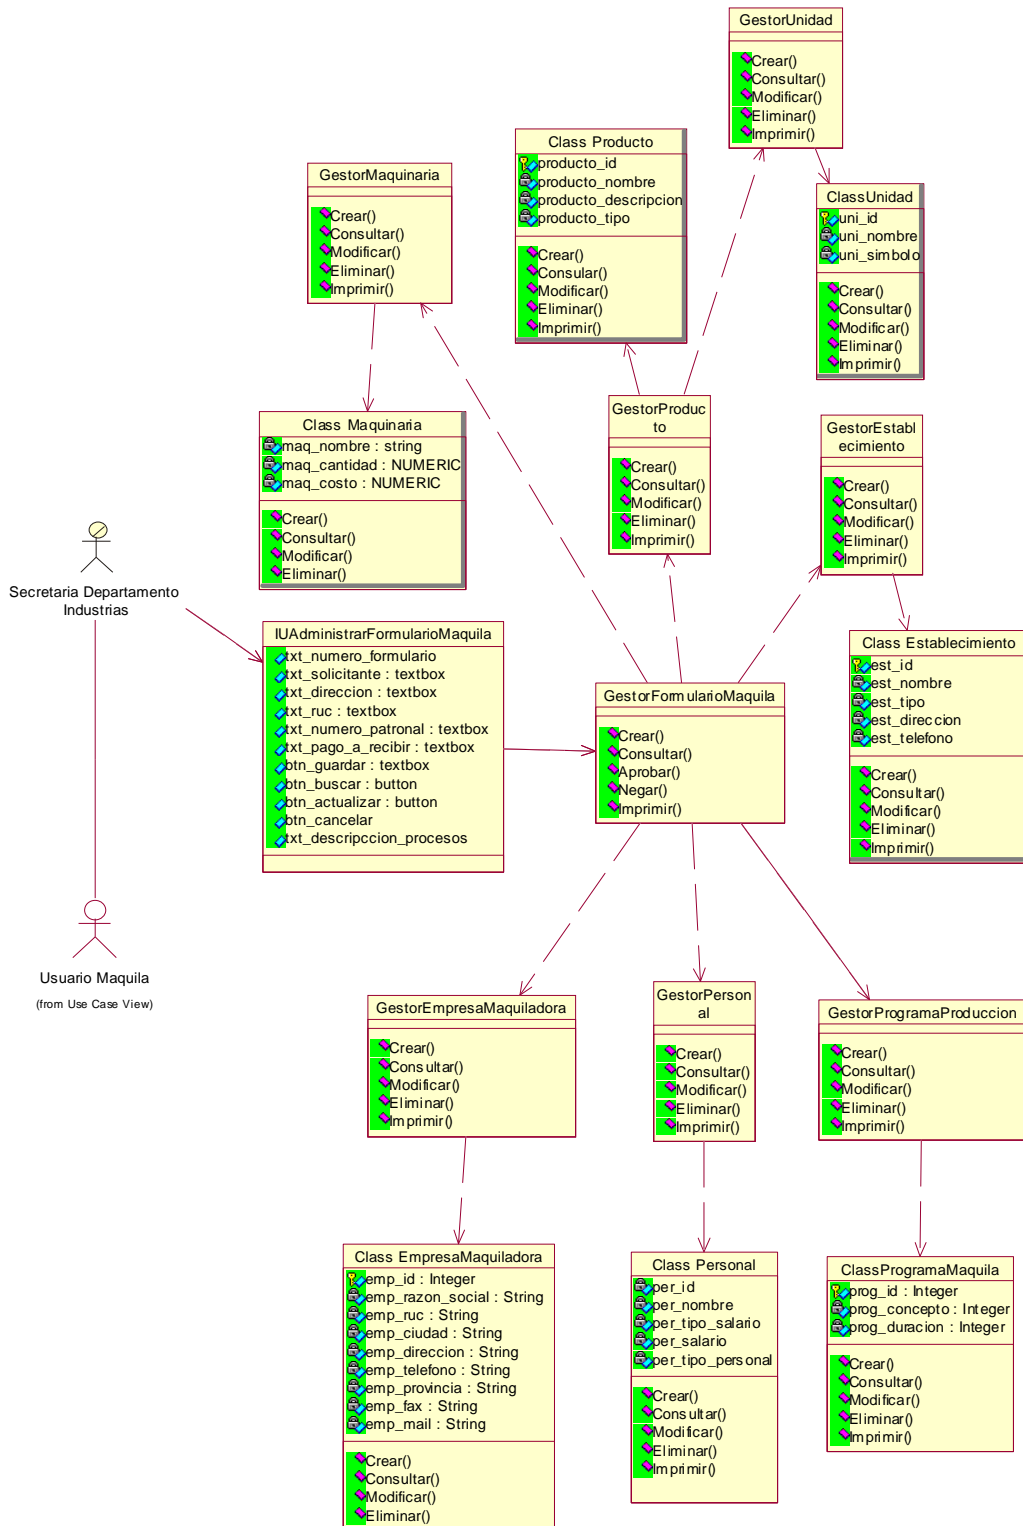 GestorUnidad
Crear()
Consultar()
Modificar()
Eliminar()
Imprimir()
Class Producto
producto_id
producto_nombre
producto_descripcion
producto_tipo
Crear()
Consular()
Modificar()
Eliminar()
Imprimir()
GestorMaquinaria
Crear()
Consultar()
Modificar()
Eliminar()
Imprimir()
ClassUnidad
uni_id
uni_nombre
uni_simbolo
Crear()
Consultar()
Modificar()
Eliminar()
Imprimir()
GestorProduc
to
Crear()
Consultar()
Modificar()
Eliminar()
Imprimir()
GestorEstabl
ecimiento
Crear()
Consultar()
Modificar()
Eliminar()
Imprimir()
Class Maquinaria
maq_nombre : string
maq_cantidad : NUMERIC
maq_costo : NUMERIC
Crear()
Consultar()
Modificar()
Eliminar()
Secretaria Departamento
Industrias
IUAdministrarFormularioMaquila
txt_numero_formulario
txt_solicitante : textbox
txt_direccion : textbox
txt_ruc : textbox
txt_numero_patronal : textbox
txt_pago_a_recibir : textbox
btn_guardar : textbox
btn_buscar : button
btn_actualizar : button
btn_cancelar
txt_descripccion_procesos
GestorFormularioMaquila
Crear()
Consultar()
Aprobar()
Negar()
Imprimir()
Class Establecimiento
est_id
est_nombre
est_tipo
est_direccion
est_telefono
Crear()
Consultar()
Modificar()
Eliminar()
Imprimir()
Usuario Maquila
(from Use Case View)
GestorEmpresaMaquiladora
Crear()
Consultar()
Modificar()
Eliminar()
Imprimir()
GestorPerson
al
Crear()
Consultar()
Modificar()
Eliminar()
Imprimir()
GestorProgramaProduccion
Crear()
Consultar()
Modificar()
Eliminar()
Imprimir()
Class EmpresaMaquiladora
emp_id : Integer
emp_razon_social : String
emp_ruc : String
emp_ciudad : String
emp_direccion : String
emp_telefono : String
emp_provincia : String
emp_fax : String
emp_mail : String
Crear()
Consultar()
Modificar()
Eliminar()
Class Personal
per_id
per_nombre
per_tipo_salario
per_salario
per_tipo_personal
Crear()
Consultar()
Modificar()
Eliminar()
Imprimir()
ClassProgramaMaquila
prog_id : Integer
prog_concepto : Integer
prog_duracion : Integer
Crear()
Consultar()
Modificar()
Eliminar()
Imprimir()